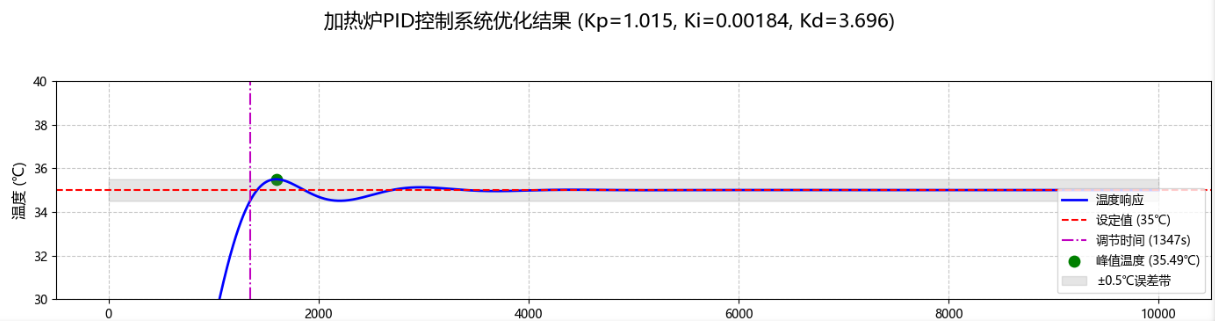 加热炉PID控制系统优化结果 (Kp=1.015, Ki=0.00184, Kd=3.696)
40
38
36
34
32
30
温度 (℃)
温度响应
设定值 (35℃)
调节时间 (1347s)
峰值温度 (35.49℃)
±0.5℃误差带
0 2000 4000 6000 8000 10000